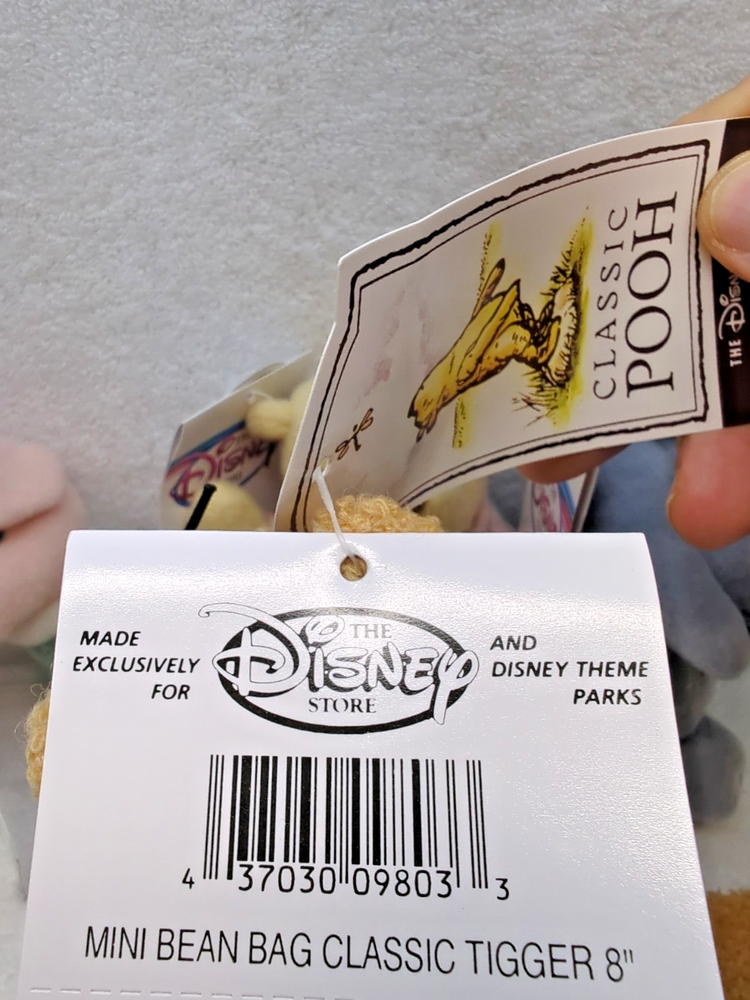 CLASSIC
POOH
THE DISN
DISNEY
MADE
EXCLUSIVELY
FOR
THE
DISNEY
STORE
AND
DISNEY THEME
PARKS
4 37030 09803 3
MINI BEAN BAG CLASSIC TIGGER 8"